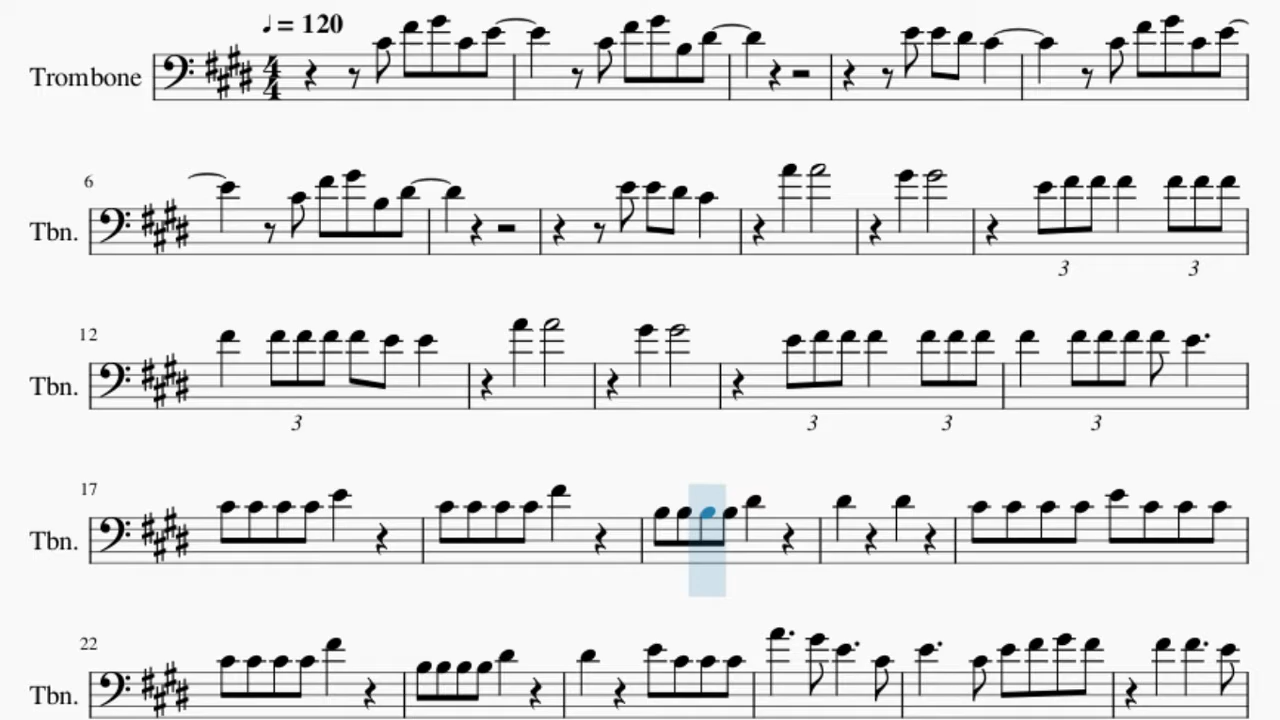 ♩ = 120
Trombone
4
4
6
Tbn.
3
3
12
Tbn.
3
3
3
3
17
Tbn.
22
Tbn.